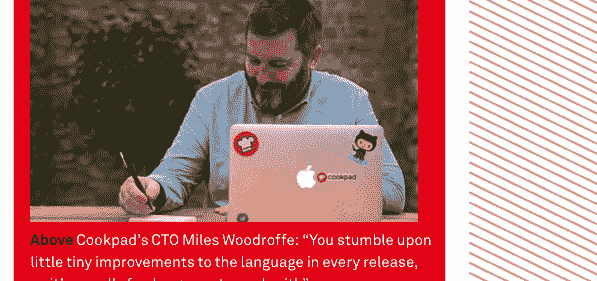 cookpad
Above Cookpad's CTO Miles Woodroffe: “You stumble upon
little tiny improvements to the language in every release,